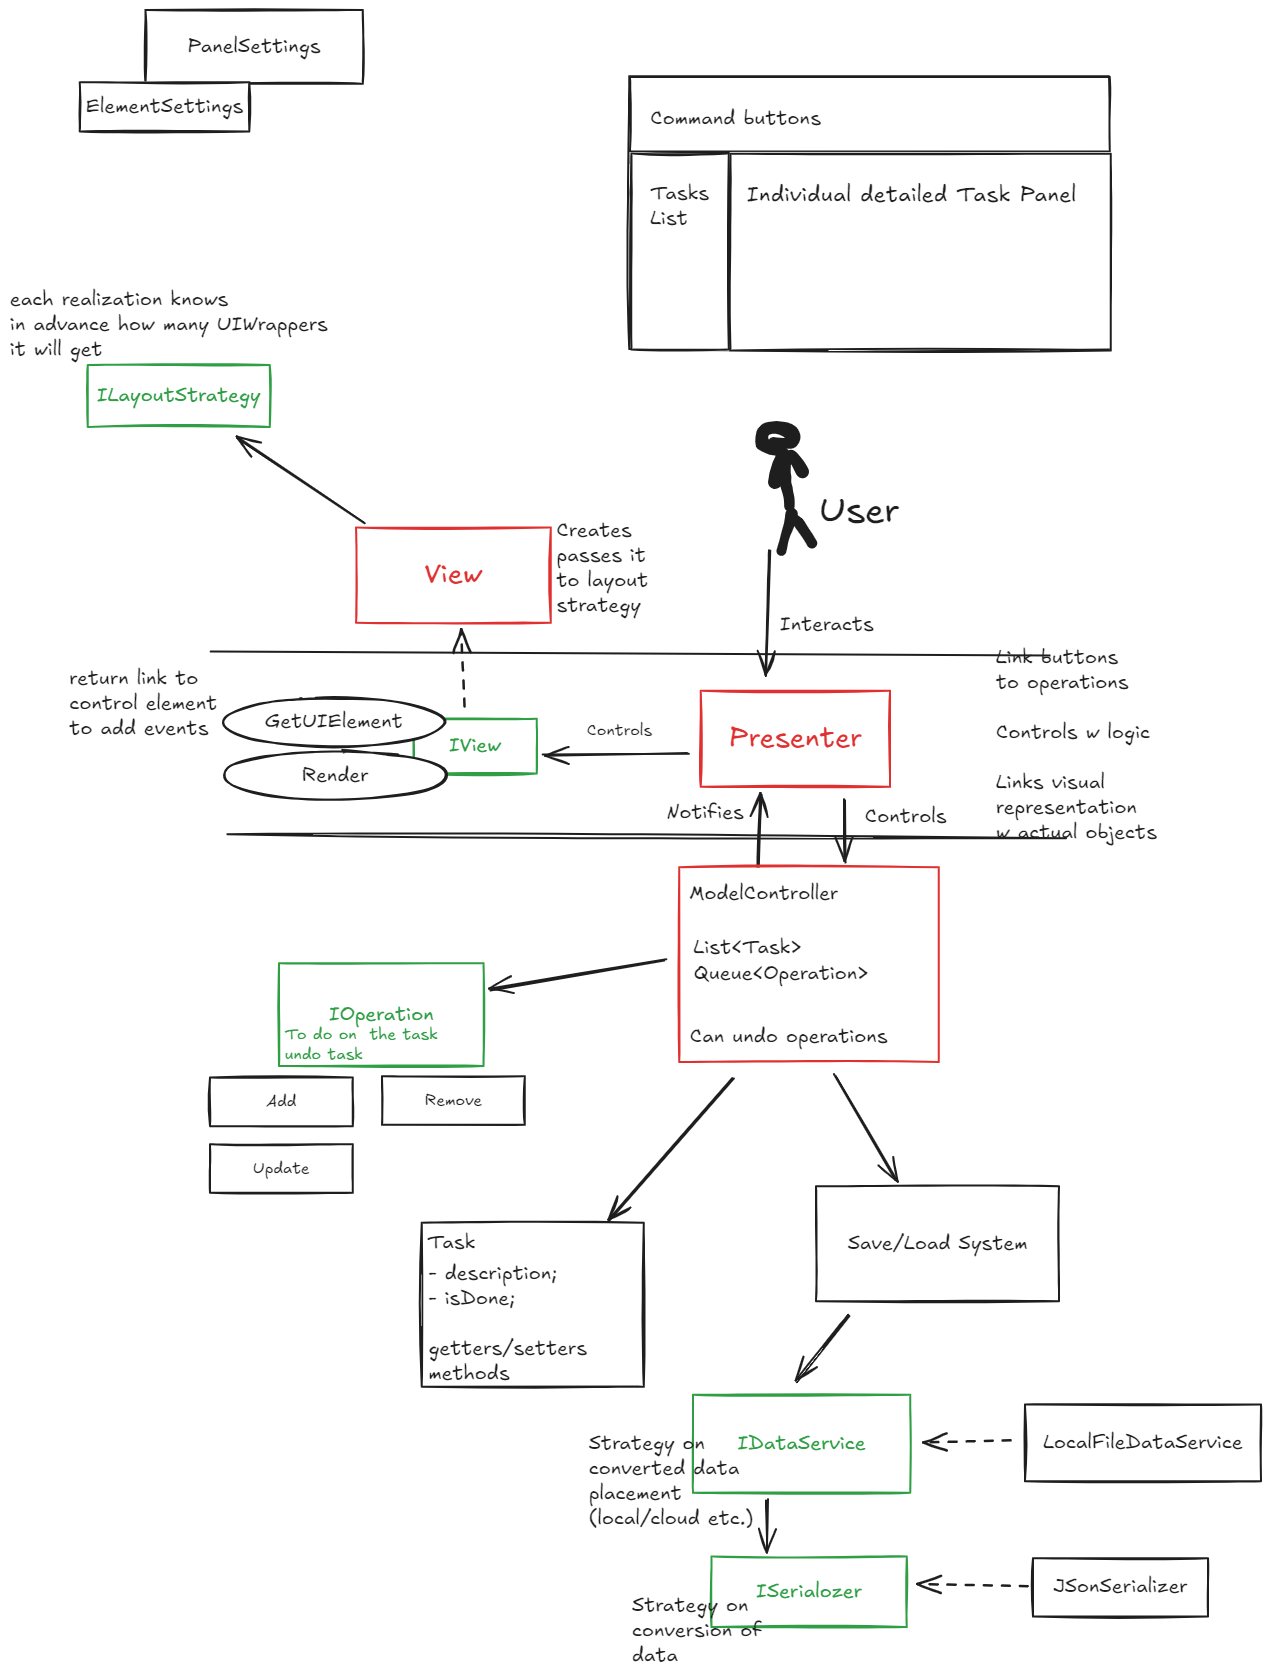 PanelSettings
ElementSettings
Command buttons
Tasks
List
Individual detailed Task Panel
each realization knows
in advance how many UIWrappers
it will get
ILayoutStrategy
User
View
Creates
passes it
to layout
strategy
Interacts
Link buttons
to operations
Controls w logic
Links visual
representation
w actual objects
return link to
control element
to add events
GetUIElement
IView
Render
Controls
Presenter
Notifies
Controls
ModelController
List<Task>
Queue<Operation>
Can undo operations
IOperation
To do on the task
undo task
Add
Remove
Update
Task
- description;
- isDone;
getters/setters
methods
Save/Load System
IDataService
Strategy on
converted data
placement
(local/cloud etc.)
LocalFileDataService
ISerialozer
Strategy on
conversion of
data
JSonSerializer